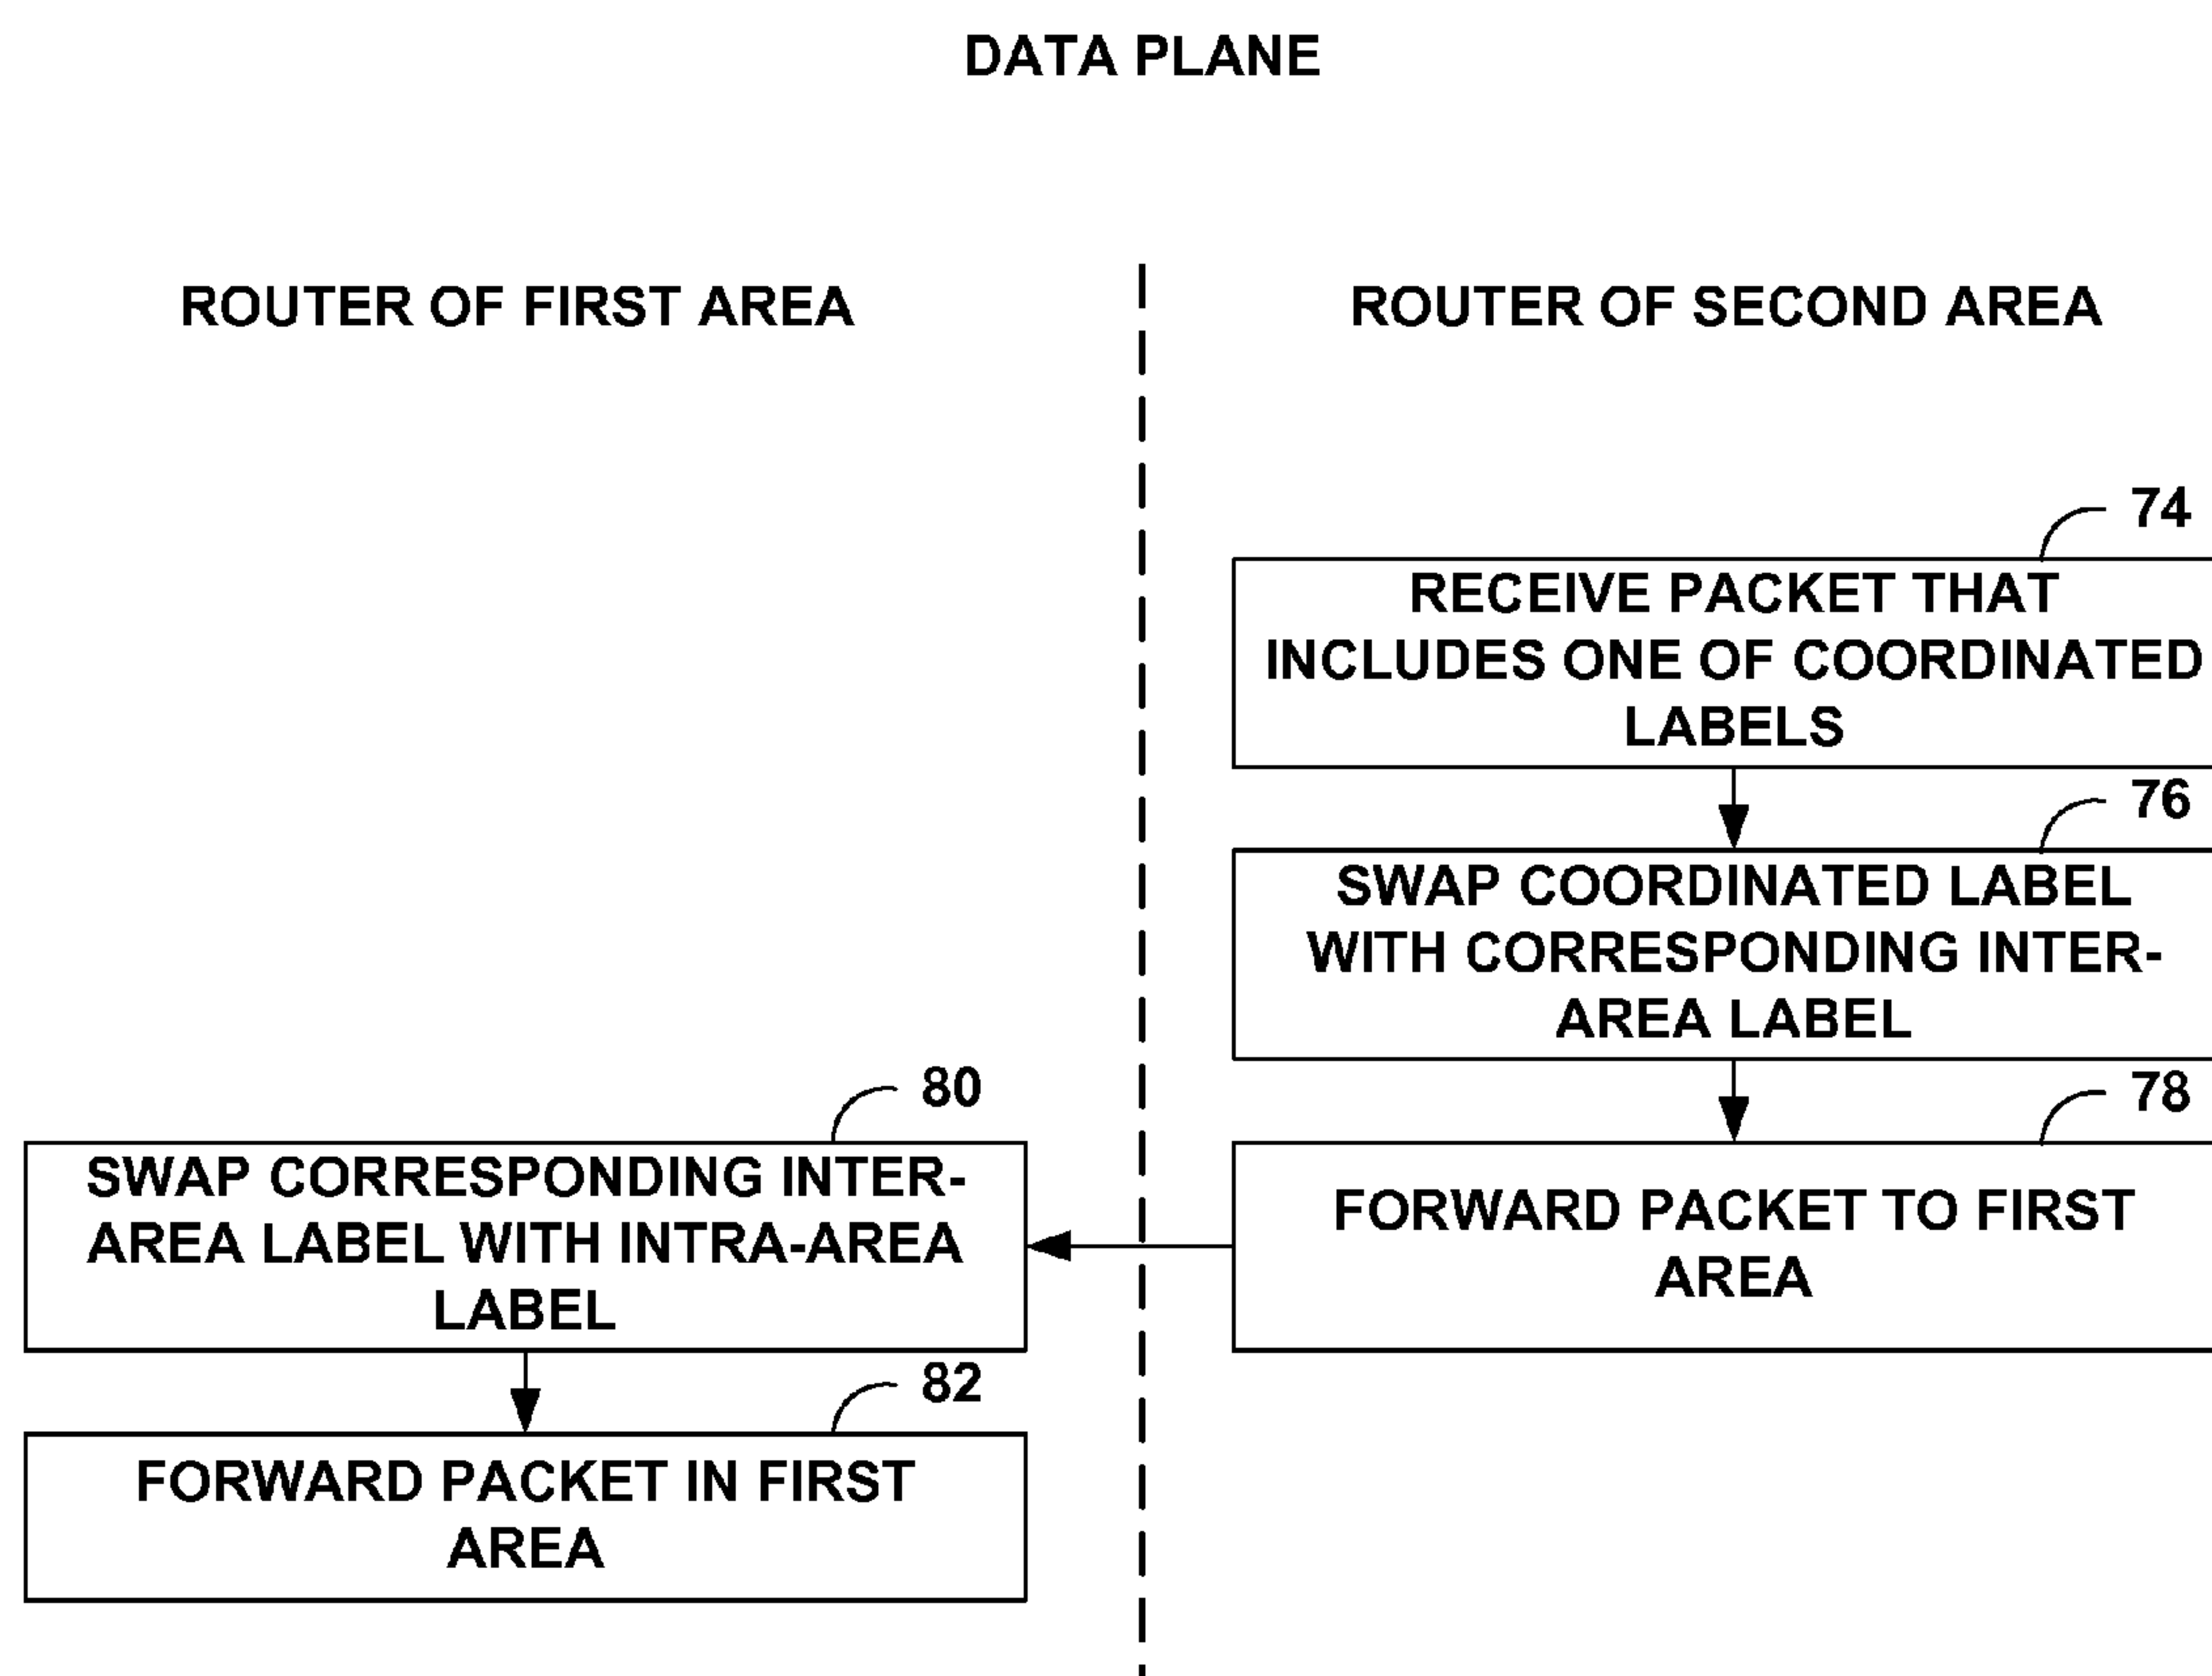 DATA PLANE
ROUTER OF FIRST AREA
ROUTER OF SECOND AREA
74
RECEIVE PACKET THAT
INCLUDES ONE OF COORDINATED
LABELS
76
SWAP COORDINATED LABEL
WITH CORRESPONDING INTER-
AREA LABEL
78
FORWARD PACKET TO FIRST
AREA
80
SWAP CORRESPONDING INTER-
AREA LABEL WITH INTRA-AREA
LABEL
82
FORWARD PACKET IN FIRST
AREA